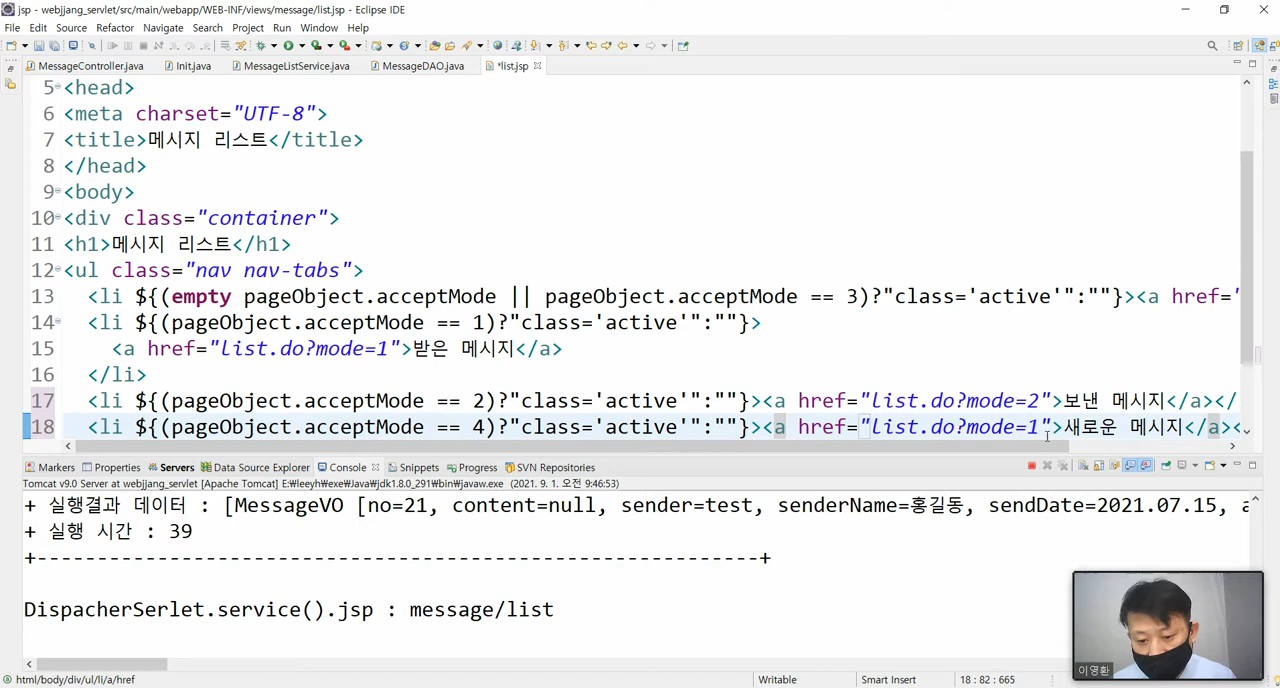 jsp - webjjang_servlet/src/main/webapp/WEB-INF/views/message/list.jsp - Eclipse IDE
File Edit Source Refactor Navigate Search Project Run Window Help
MessageController.java Init.java MessageListService.java MessageDAO.java *list.jsp
5 <head>
6 <meta charset="UTF-8">
7 <title>메시지 리스트</title>
8 </head>
9 <body>
10 <div class="container">
11 <h1>메시지 리스트</h1>
12 <ul class="nav nav-tabs">
13 <li ${(empty pageObject.acceptMode || pageObject.acceptMode == 3)?"class='active'":""}><a href="
14 <li ${(pageObject.acceptMode == 1)?"class='active'":""}>
15 <a href="list.do?mode=1">받은 메시지</a>
16 </li>
17 <li ${(pageObject.acceptMode == 2)?"class='active'":""}><a href="list.do?mode=2">보낸 메시지</a></
18 <li ${(pageObject.acceptMode == 4)?"class='active'":""}><a href="list.do?mode=1">새로운 메시지</a><
Markers Properties Servers Data Source Explorer Console Snippets Progress SVN Repositories
Tomcat v9.0 Server at webjjang_servlet [Apache Tomcat] E:₩leeyh₩exe₩Java₩jdk1.8.0_291₩bin₩javaw.exe (2021. 9. 1. 오전 9:46:53)
+ 실행결과 데이터 : [MessageVO [no=21, content=null, sender=test, senderName=홍길동, sendDate=2021.07.15, a
+ 실행 시간 : 39
+--------------------------------------------------------------+
DispacherSerlet.service().jsp : message/list
이영환
html/body/div/ul/li/a/href Writable Smart Insert 18 : 82 : 665